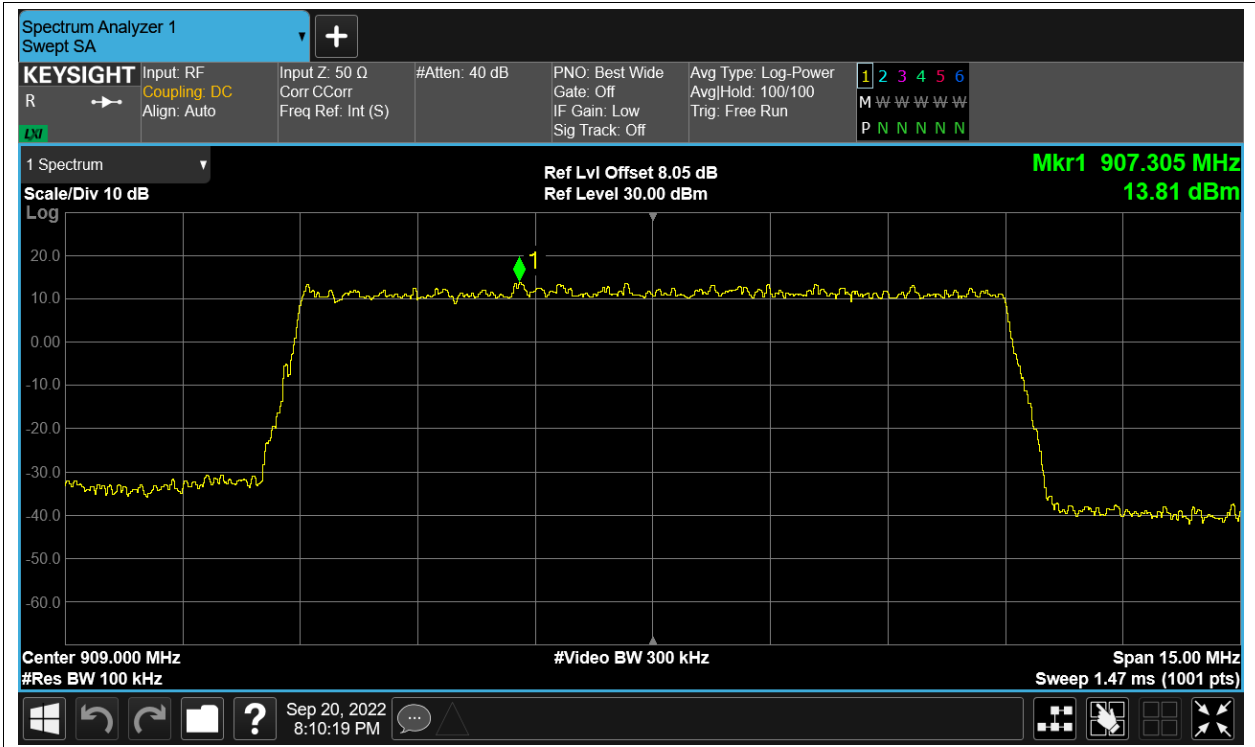 Spectrum Analyzer 1
Swept SA
+
KEYSIGHT
R
LXI
Input: RF
Coupling: DC
Align: Auto
Input Z: 50 Ω
Corr CCorr
Freq Ref: Int (S)
#Atten: 40 dB
PNO: Best Wide
Gate: Off
IF Gain: Low
Sig Track: Off
Avg Type: Log-Power
Avg|Hold: 100/100
Trig: Free Run
1 2 3 4 5 6
M W W W W W
P N N N N N
1 Spectrum
Scale/Div 10 dB
Log
Ref Lvl Offset 8.05 dB
Ref Level 30.00 dBm
Mkr1 907.305 MHz
13.81 dBm
1
20.0
10.0
0.00
-10.0
-20.0
-30.0
-40.0
-50.0
-60.0
Center 909.000 MHz
#Res BW 100 kHz
#Video BW 300 kHz
Span 15.00 MHz
Sweep 1.47 ms (1001 pts)
?
Sep 20, 2022
8:10:19 PM